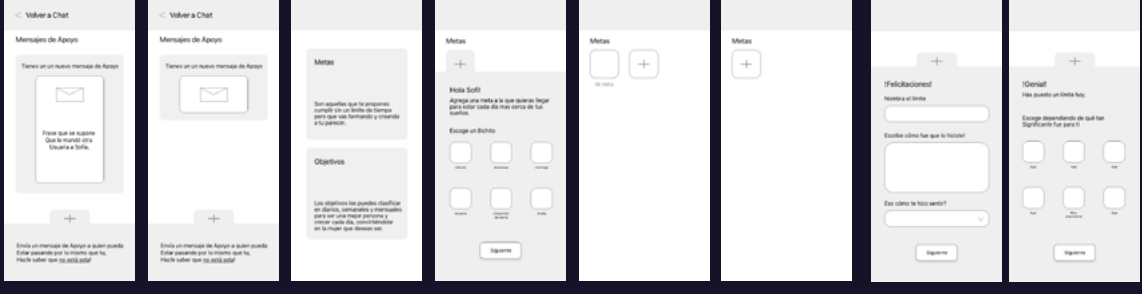 Volver a Chat
Mensajes de Apoyo
Tienes un un nuevo mensaje de Apoyo
Frase que se supone
Que le mandó otra
Usuaria a Sofía.
Envía un mensaje de Apoyo a quien pueda
Estar pasando por lo mismo que tu,
Hazle saber que no está sola!
Volver a Chat
Mensajes de Apoyo
Tienes un un nuevo mensaje de Apoyo
Envía un mensaje de Apoyo a quien pueda
Estar pasando por lo mismo que tu,
Hazle saber que no está sola!
Metas
Son aquellas que te propones
cumplir sin un límite de tiempo
pero que vas formando y creando
a tu parecer.
Objetivos
Los objetivos los puedes clasificar
en diarios, semanales y mensuales
para ser una mejor persona y
crecer cada día, convirtiéndote
en la mujer que deseas ser.
Metas
Hola Sofi!
Agrega una meta a la que quieras llegar
para estar cada día mas cerca de tus
sueños.
Escoge un Bichito
Siguiente
Metas
Mi meta
Metas
!Felicitaciones!
Nombra el límite
Escribe cómo fue que lo hiciste!
Eso cómo te hizo sentir?
Siguiente
!Genial!
Has puesto un límite hoy.
Escoge dependiendo de qué tan
Significante fue para ti
Siguiente